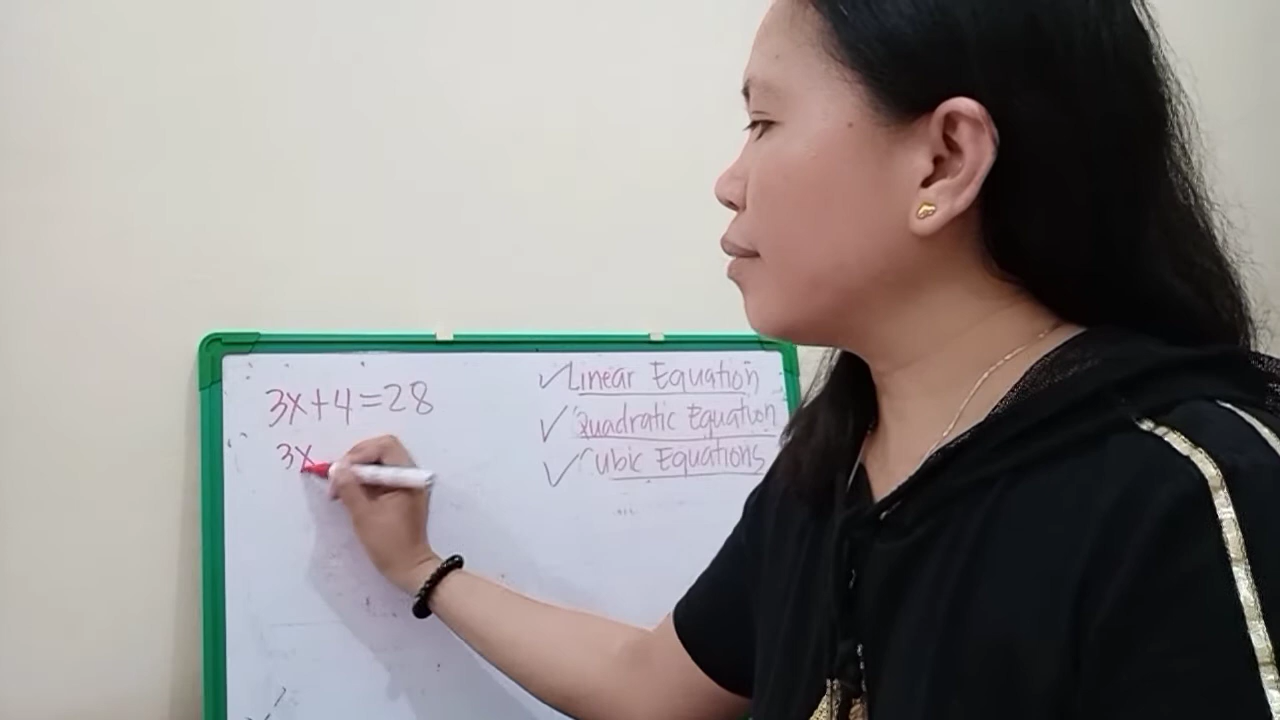 3x+4=28
3x
✓Linear Equation
✓Quadratic Equation
✓Cubic Equations
...